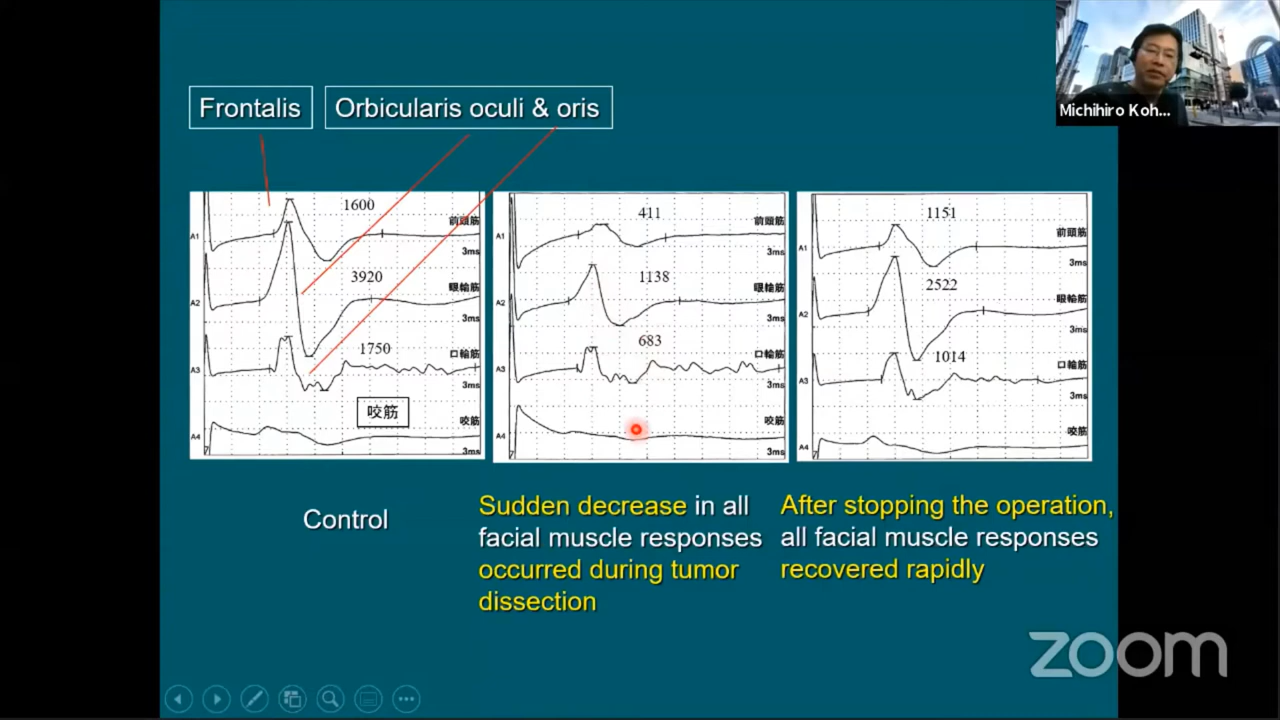 Michihiro Koh...
Frontalis
Orbicularis oculi & oris
1600
前頭筋
A1
3ms
3920
眼輪筋
A2
3ms
1750
口輪筋
A3
3ms
咬筋
咬筋
A4
3ms
411
前頭筋
A1
3ms
1138
眼輪筋
A2
3ms
683
口輪筋
A3
3ms
咬筋
A4
3ms
1151
前頭筋
A1
3ms
2522
眼輪筋
A2
3ms
1014
口輪筋
A3
3ms
咬筋
A4
3ms
Control
Sudden decrease in all
facial muscle responses
occurred during tumor
dissection
After stopping the operation,
all facial muscle responses
recovered rapidly
zoom